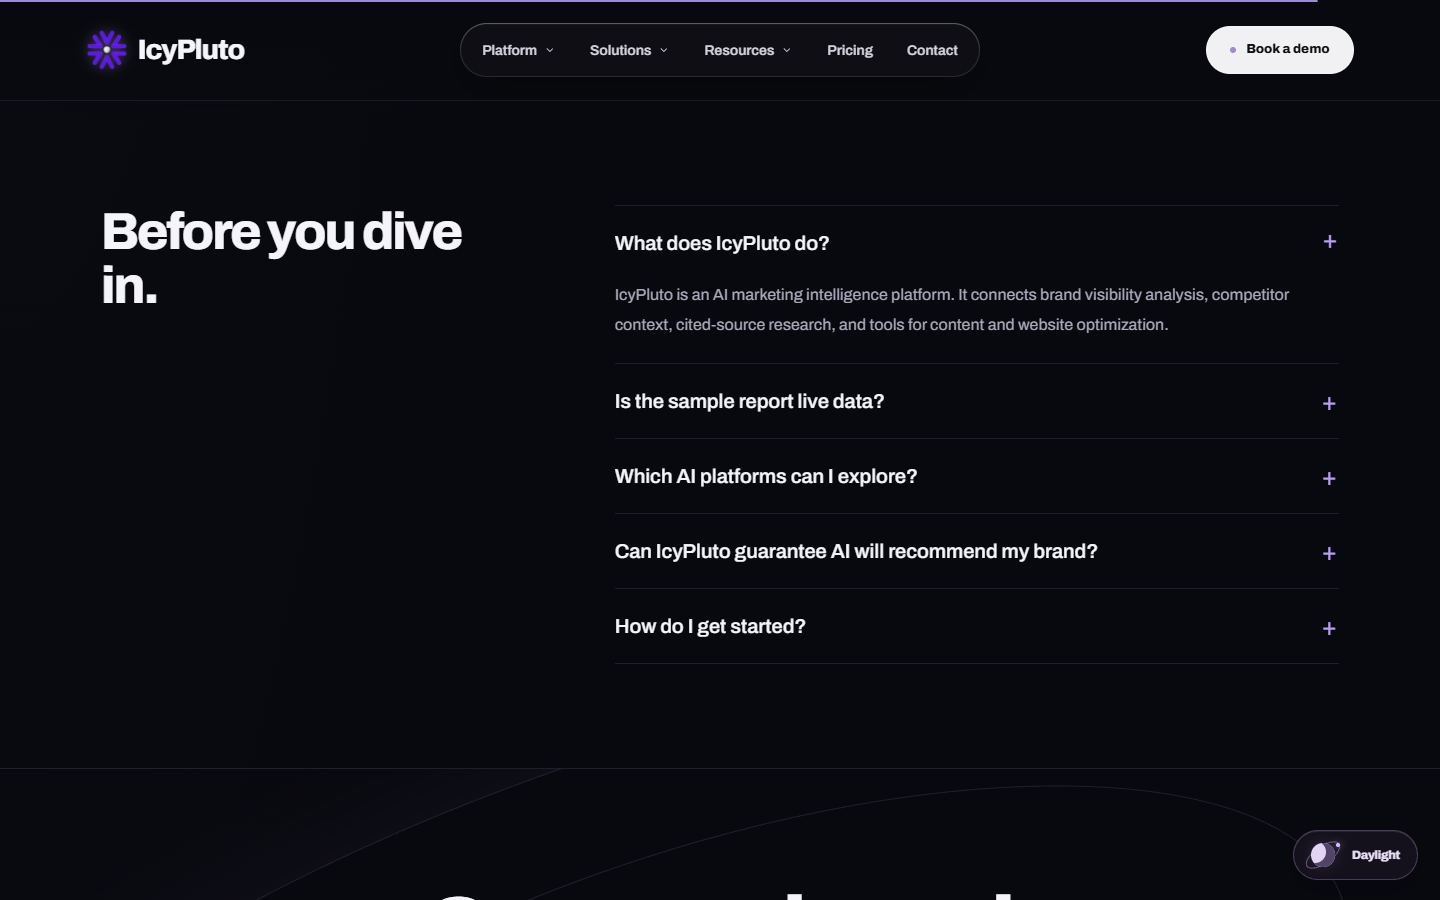 IcyPluto
Platform
Solutions
Resources
Pricing
Contact
Book a demo
Before you dive
in.
What does IcyPluto do?
IcyPluto is an AI marketing intelligence platform. It connects brand visibility analysis, competitor
context, cited-source research, and tools for content and website optimization.
Is the sample report live data?
Which AI platforms can I explore?
Can IcyPluto guarantee AI will recommend my brand?
How do I get started?
Daylight